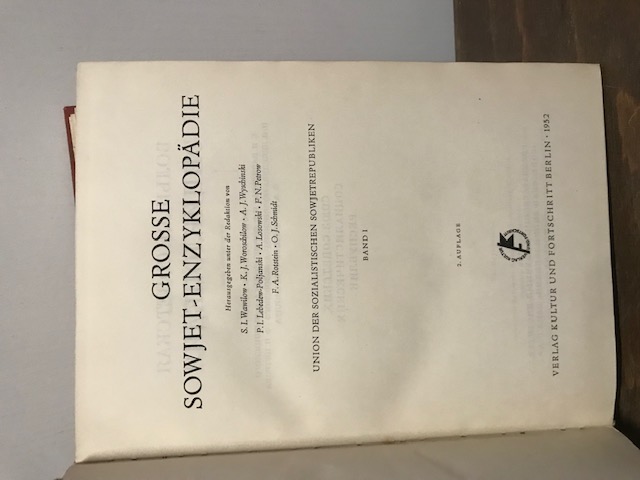 GROSSE
SOWJET-ENZYKLOPÄDIE
Herausgegeben unter der Redaktion von
S. I. Wawilow · K. J. Woroschilow · A. J. Wyschinski
P. I. Lebedew-Poljanski · A. Losowski · F. N. Petrow
F. A. Rotstein · O. J. Schmidt
UNION DER SOZIALISTISCHEN SOWJETREPUBLIKEN
BAND I
2. AUFLAGE
VERLAG KULTUR UND FORTSCHRITT BERLIN · 1952